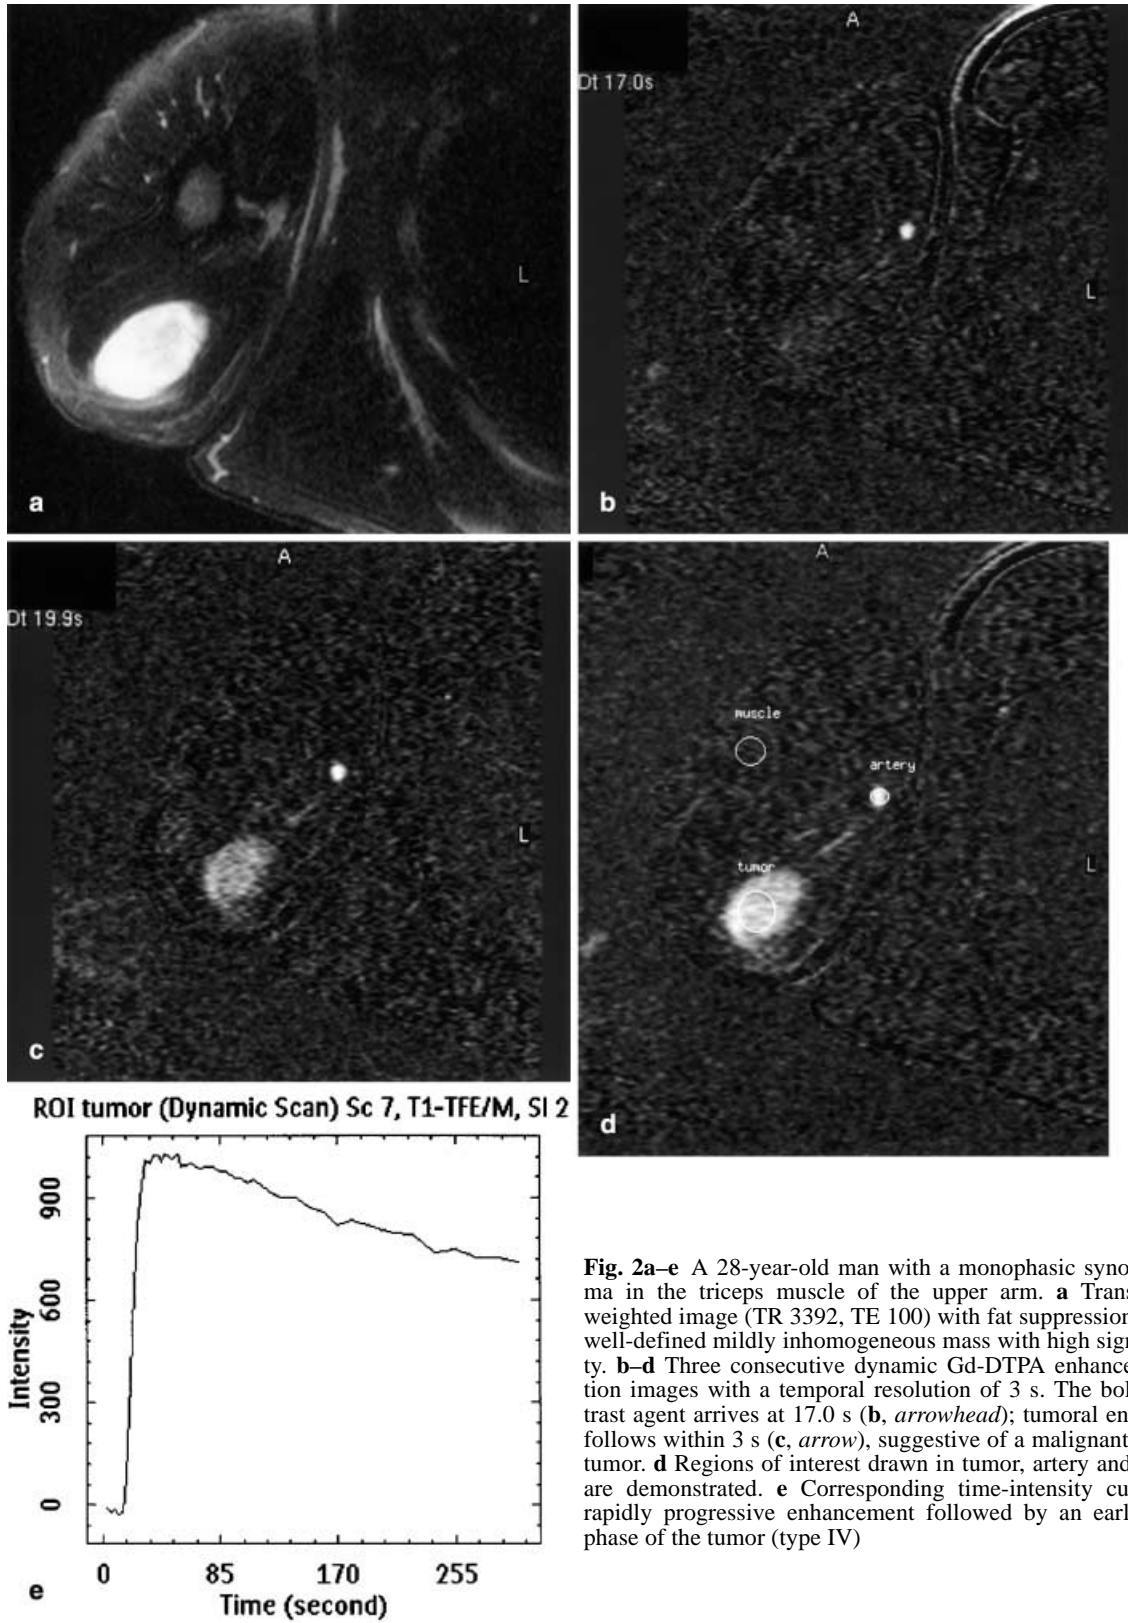 A
Dt 17.0s
L
L
a
b
A
Dt 19.9s
L
c
A
muscle
artery
tumor
L
d
ROI tumor (Dynamic Scan) Sc 7, T1-TFE/M, Sl 2
Intensity
900
600
300
0
0 85 170 255
Time (second)
e
Fig. 2a–e A 28-year-old man with a monophasic syno
ma in the triceps muscle of the upper arm. a Trans
weighted image (TR 3392, TE 100) with fat suppression
well-defined mildly inhomogeneous mass with high sign
ty. b–d Three consecutive dynamic Gd-DTPA enhance
tion images with a temporal resolution of 3 s. The bol
trast agent arrives at 17.0 s (b, arrowhead); tumoral en
follows within 3 s (c, arrow), suggestive of a malignant
tumor. d Regions of interest drawn in tumor, artery and
are demonstrated. e Corresponding time-intensity cu
rapidly progressive enhancement followed by an earl
phase of the tumor (type IV)